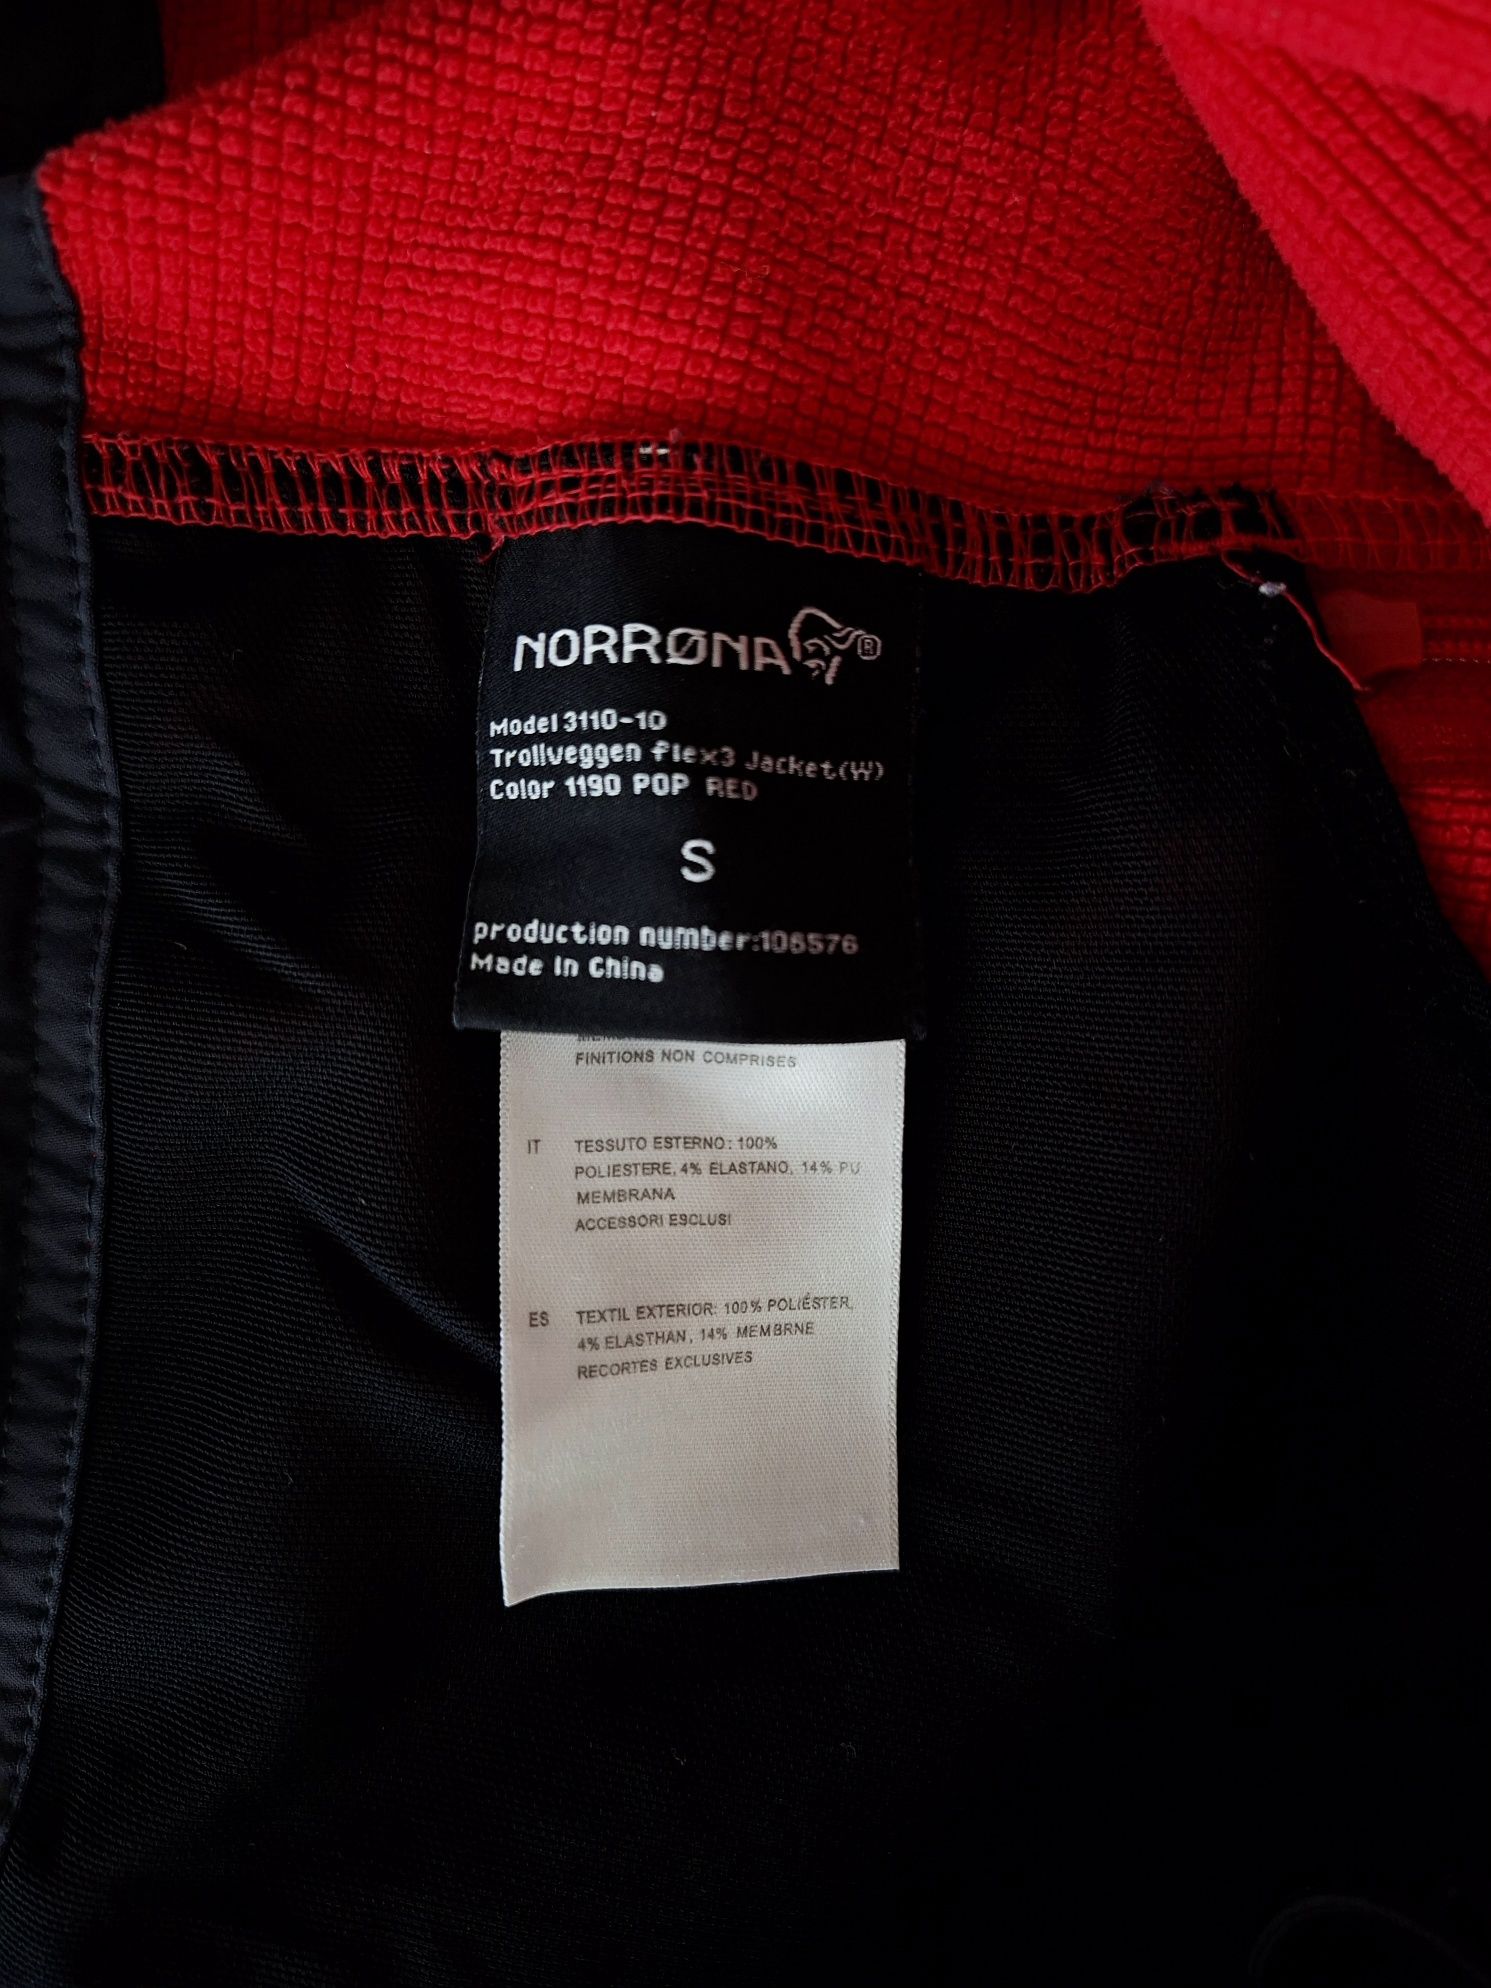 NORRØNA®
Model 3110-10
Trollveggen flex3 Jacket(W)
Color 1190 POP RED
S
production number:106576
Made in China
FINITIONS NON COMPRISES
IT TESSUTO ESTERNO: 100%
POLIESTERE, 4% ELASTANO, 14% PU
MEMBRANA
ACCESSORI ESCLUSI
ES TEXTIL EXTERIOR: 100% POLIÉSTER,
4% ELASTHAN, 14% MEMBRNE
RECORTES EXCLUSIVES